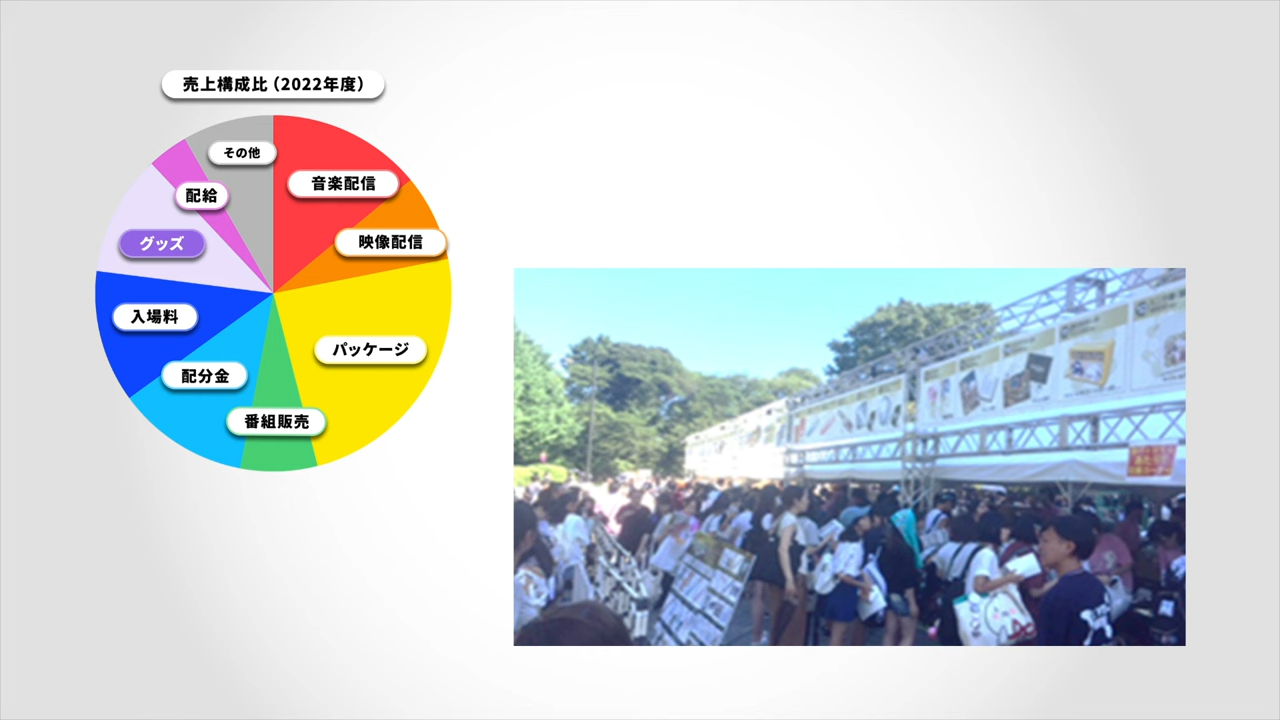 売上構成比（2022年度）
その他
音楽配信
配給
映像配信
グッズ
入場料
パッケージ
配分金
番組販売